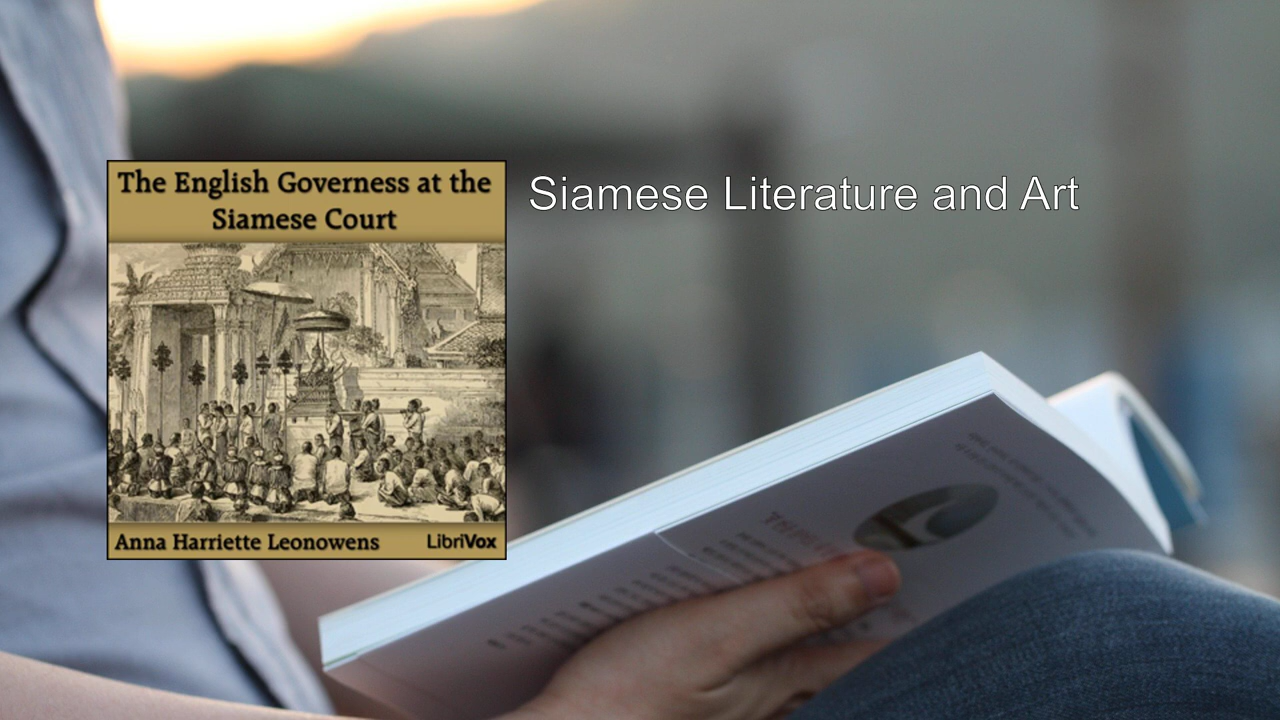 The English Governess at the
Siamese Court
Anna Harriette Leonowens
LibriVox
Siamese Literature and Art